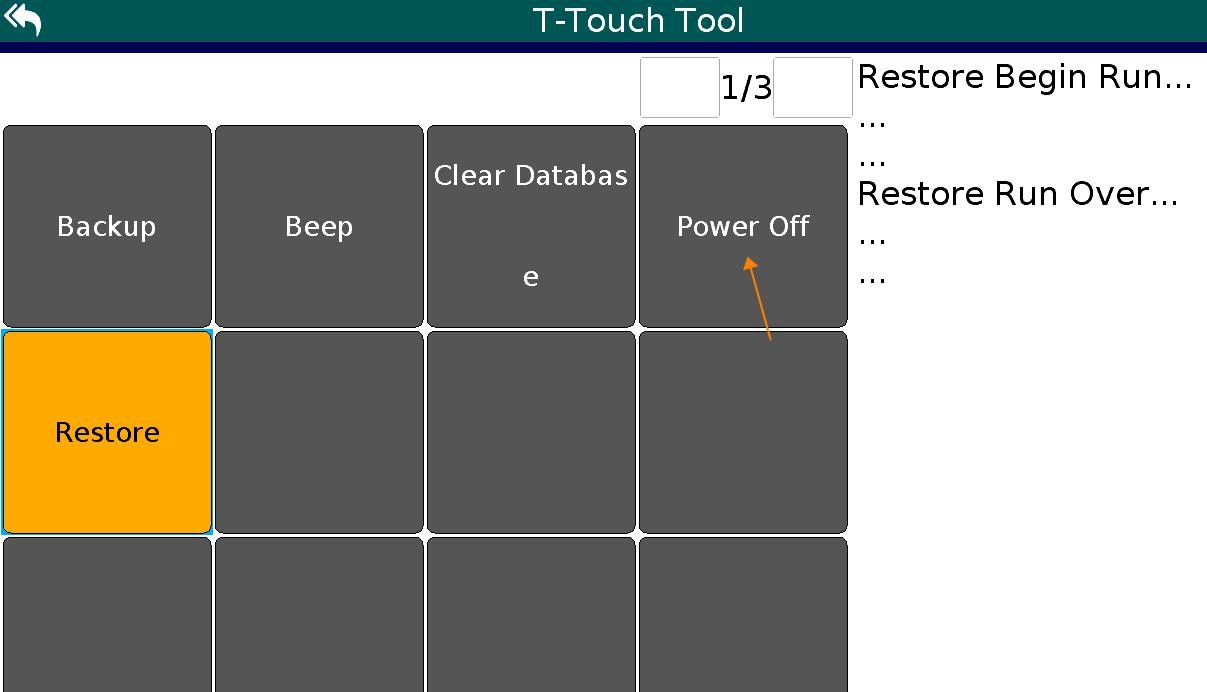 T-Touch Tool
1/3
Restore Begin Run...
...
...
Restore Run Over...
...
...
Backup
Beep
Clear Databas
e
Power Off
Restore